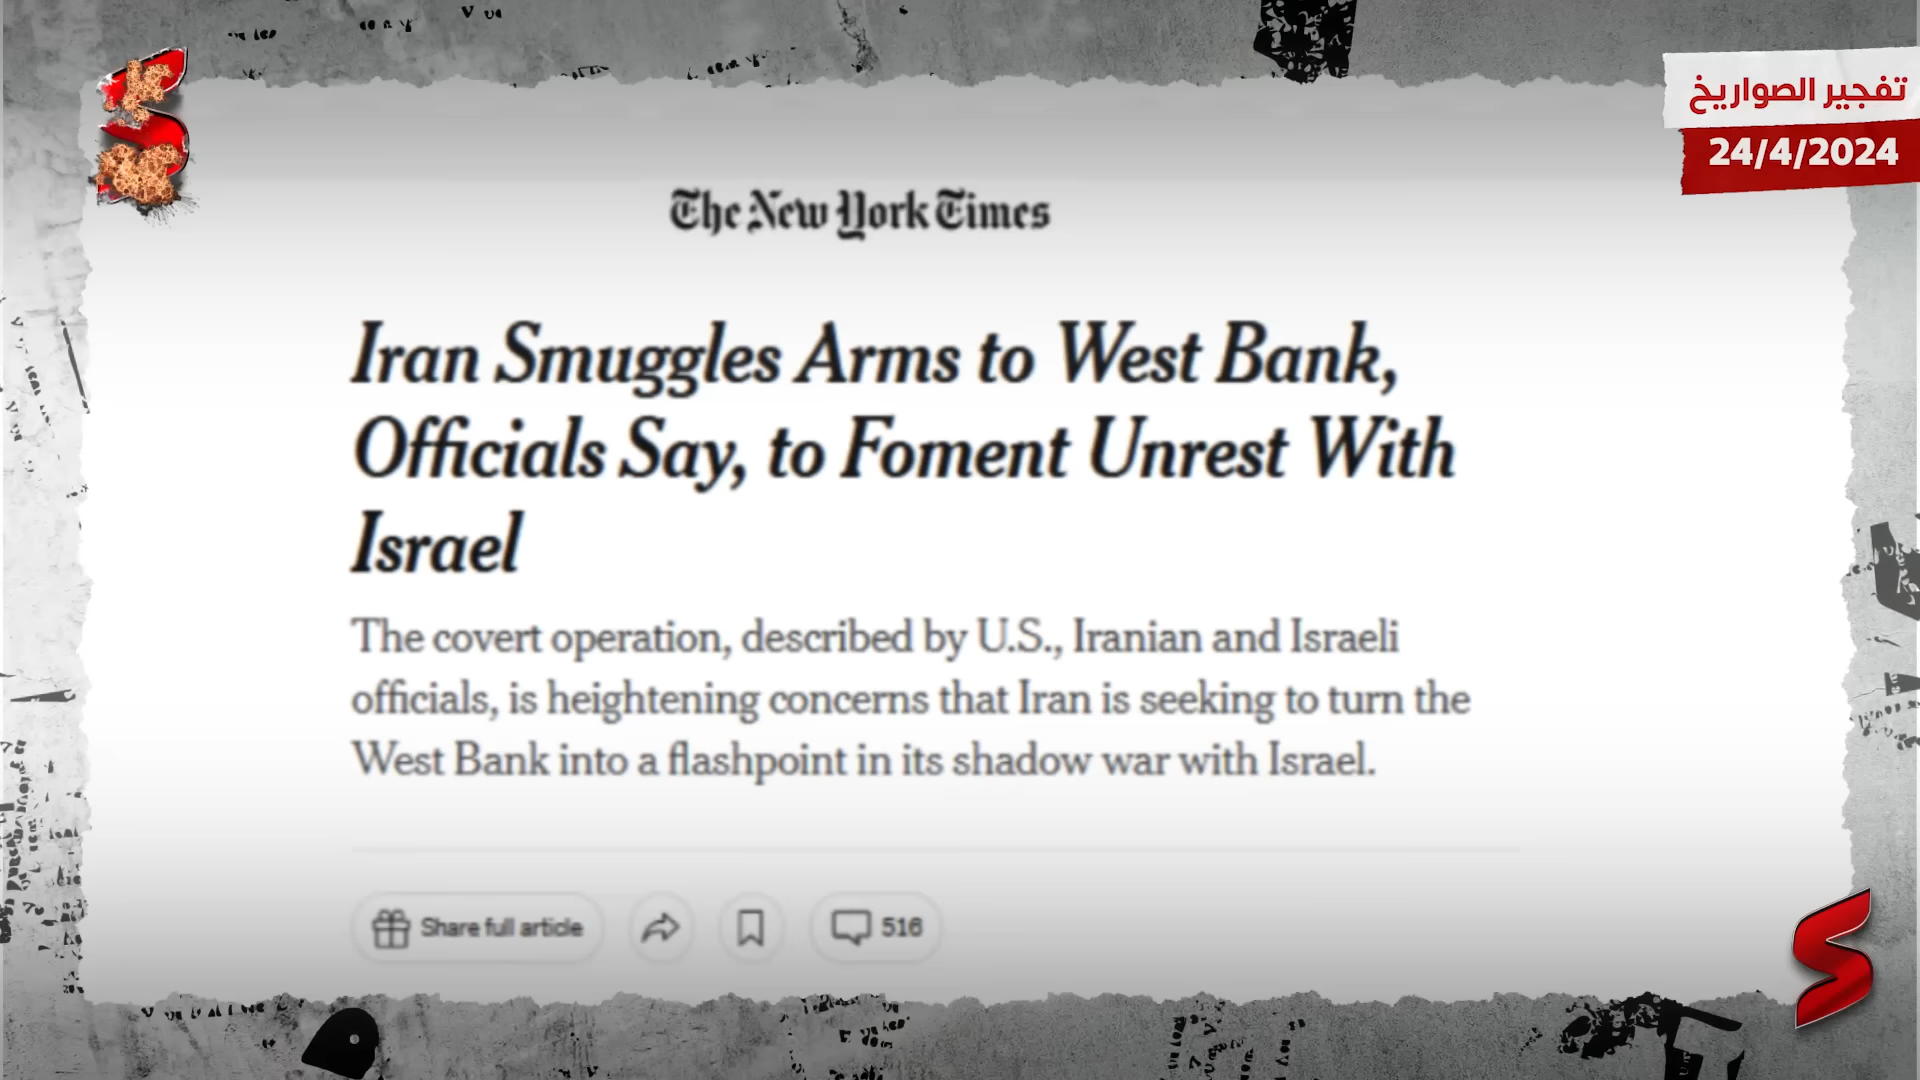 تفجير الصواريخ
24/4/2024
The New York Times
Iran Smuggles Arms to West Bank,
Officials Say, to Foment Unrest With
Israel
The covert operation, described by U.S., Iranian and Israeli
officials, is heightening concerns that Iran is seeking to turn the
West Bank into a flashpoint in its shadow war with Israel.
Share full article
516